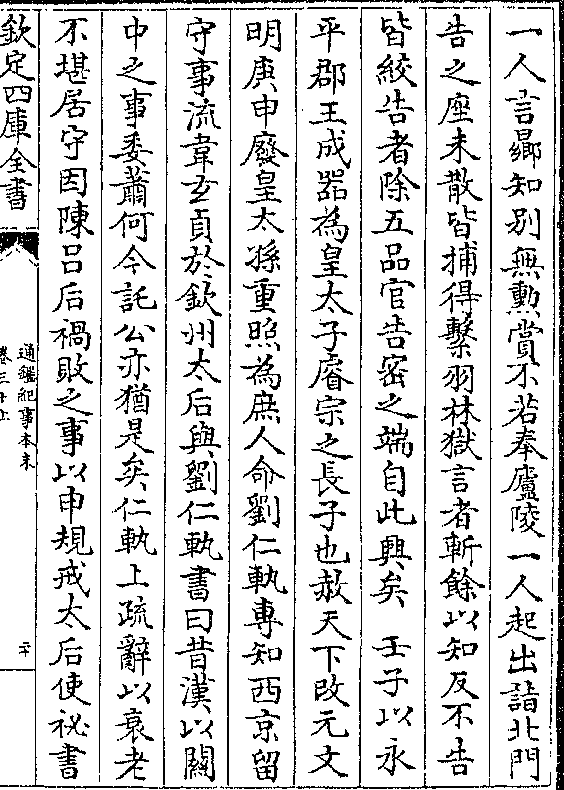 一人言曏知别無勲賞不若奉廬陵一人起出詣北門
告之座未散皆捕得繫羽林獄言者斬餘以知反不告
皆絞告者除五品官告密之端自此興矣　壬子以永
平郡王成器為皇太子睿宗之長子也赦天下改元文
明庚申廢皇太孫重照為庶人命劉仁軌專知西京留
守事流韋玄貞於欽州太后與劉仁軌書曰昔漢以關
中之事委蕭何今託公亦猶是矣仁軌上疏辭以衰老
不堪居守因陳吕后禍敗之事以申規戒太后使祕書
欽定四庫全書
通鑑紀事本末
二十